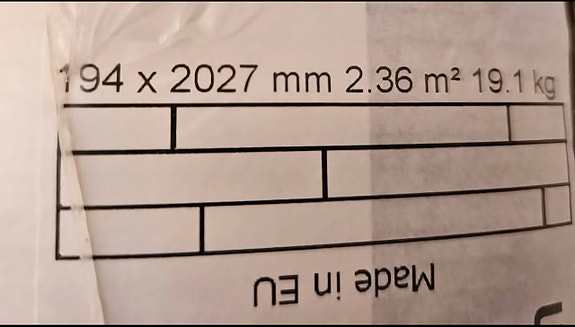 194 x 2027 mm 2.36 m² 19.1 kg
Made in EU